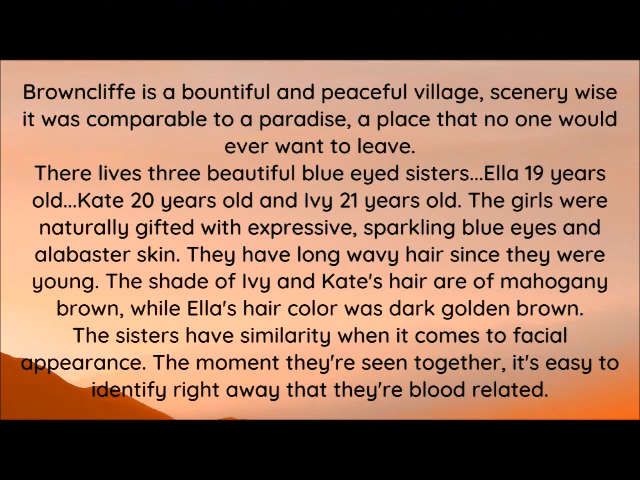 Browncliffe is a bountiful and peaceful village, scenery wise
it was comparable to a paradise, a place that no one would
ever want to leave.
There lives three beautiful blue eyed sisters...Ella 19 years
old...Kate 20 years old and Ivy 21 years old. The girls were
naturally gifted with expressive, sparkling blue eyes and
alabaster skin. They have long wavy hair since they were
young. The shade of Ivy and Kate's hair are of mahogany
brown, while Ella's hair color was dark golden brown.
The sisters have similarity when it comes to facial
appearance. The moment they're seen together, it's easy to
identify right away that they're blood related.